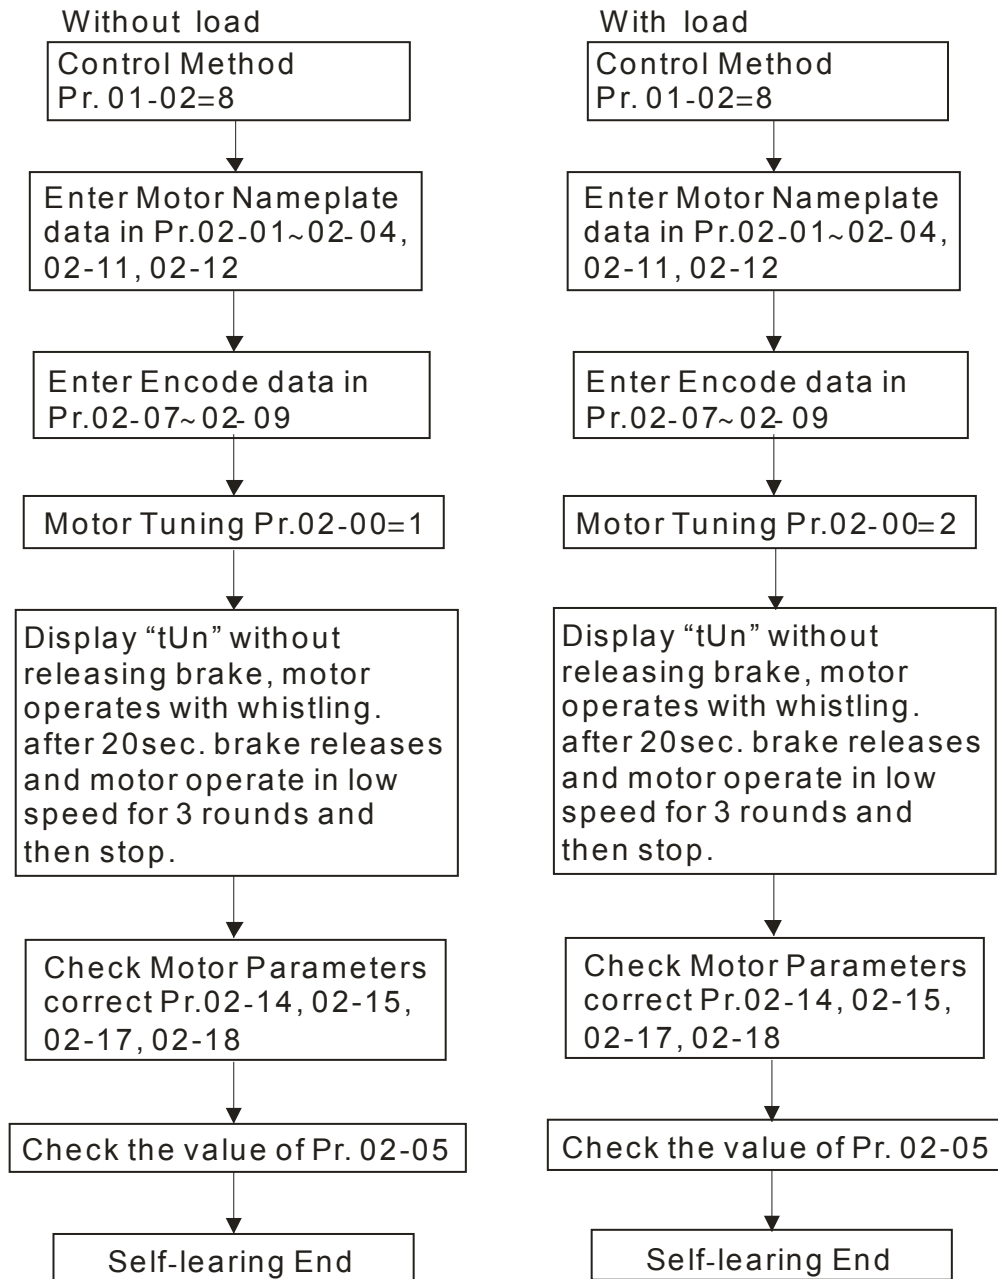 Without load
Control Method
Pr. 01-02=8
Enter Motor Nameplate
data in Pr.02-01~02-04,
02-11, 02-12
Enter Encode data in
Pr.02-07~02-09
Motor Tuning Pr.02-00=1
Display “tUn” without
releasing brake, motor
operates with whistling.
after 20sec. brake releases
and motor operate in low
speed for 3 rounds and
then stop.
Check Motor Parameters
correct Pr.02-14, 02-15,
02-17, 02-18
Check the value of Pr. 02-05
Self-learing End
With load
Control Method
Pr. 01-02=8
Enter Motor Nameplate
data in Pr.02-01~02-04,
02-11, 02-12
Enter Encode data in
Pr.02-07~02-09
Motor Tuning Pr.02-00=2
Display “tUn” without
releasing brake, motor
operates with whistling.
after 20sec. brake releases
and motor operate in low
speed for 3 rounds and
then stop.
Check Motor Parameters
correct Pr.02-14, 02-15,
02-17, 02-18
Check the value of Pr. 02-05
Self-learing End